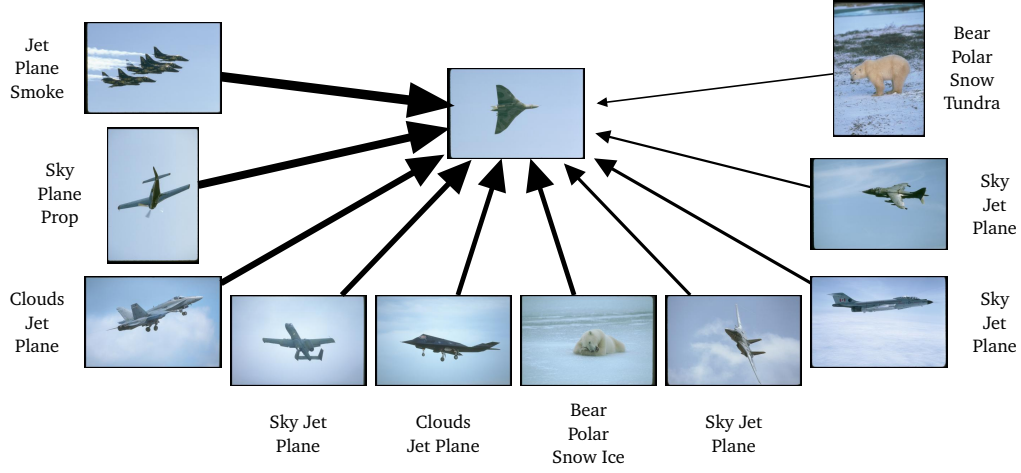 Jet
Plane
Smoke
Bear
Polar
Snow
Tundra
Sky
Plane
Prop
Sky
Jet
Plane
Clouds
Jet
Plane
Sky
Jet
Plane
Sky Jet
Plane
Clouds
Jet Plane
Bear
Polar
Snow Ice
Sky Jet
Plane